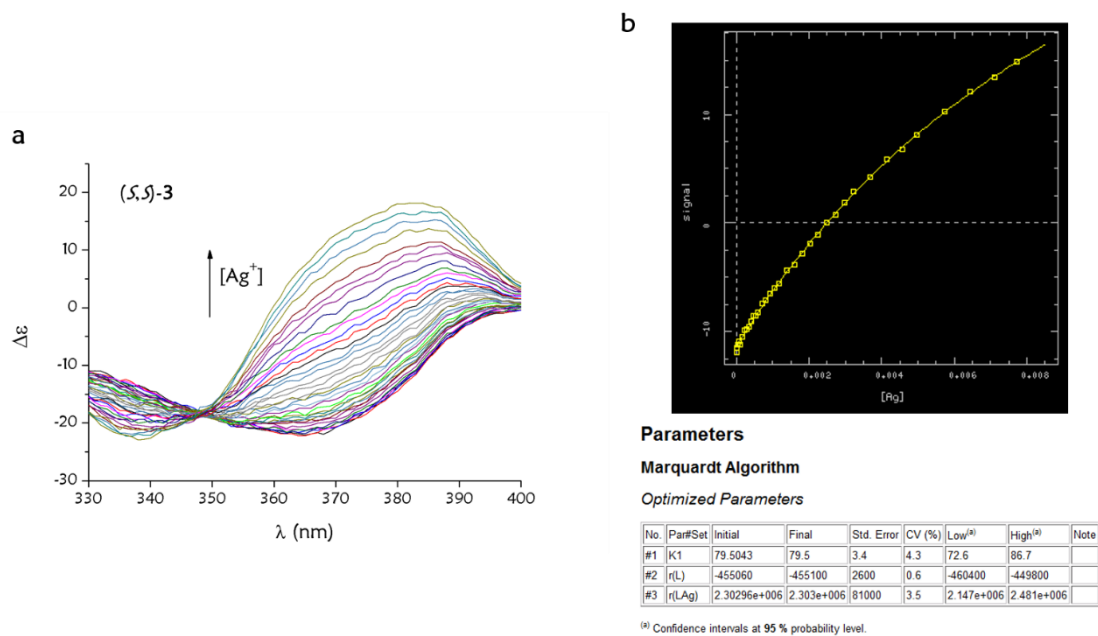 a
(S,S)-3
[Ag+]
20
10
0
-10
-20
-30
Δε
330 340 350 360 370 380 390 400
λ (nm)
b
10
0
-10
signal
0 0.002 0.004 0.006 0.008
[Ag]
Parameters
Marquardt Algorithm
Optimized Parameters
No. Par#Set Initial Final Std. Error CV (%) Low(a) High(a) Note
#1 K1 79.5043 79.5 3.4 4.3 72.6 86.7
#2 r(L) -455060 -455100 2600 0.6 -460400 -449800
#3 r(LAg) 2.30296e+006 2.303e+006 81000 3.5 2.147e+006 2.481e+006
(a) Confidence intervals at 95 % probability level.